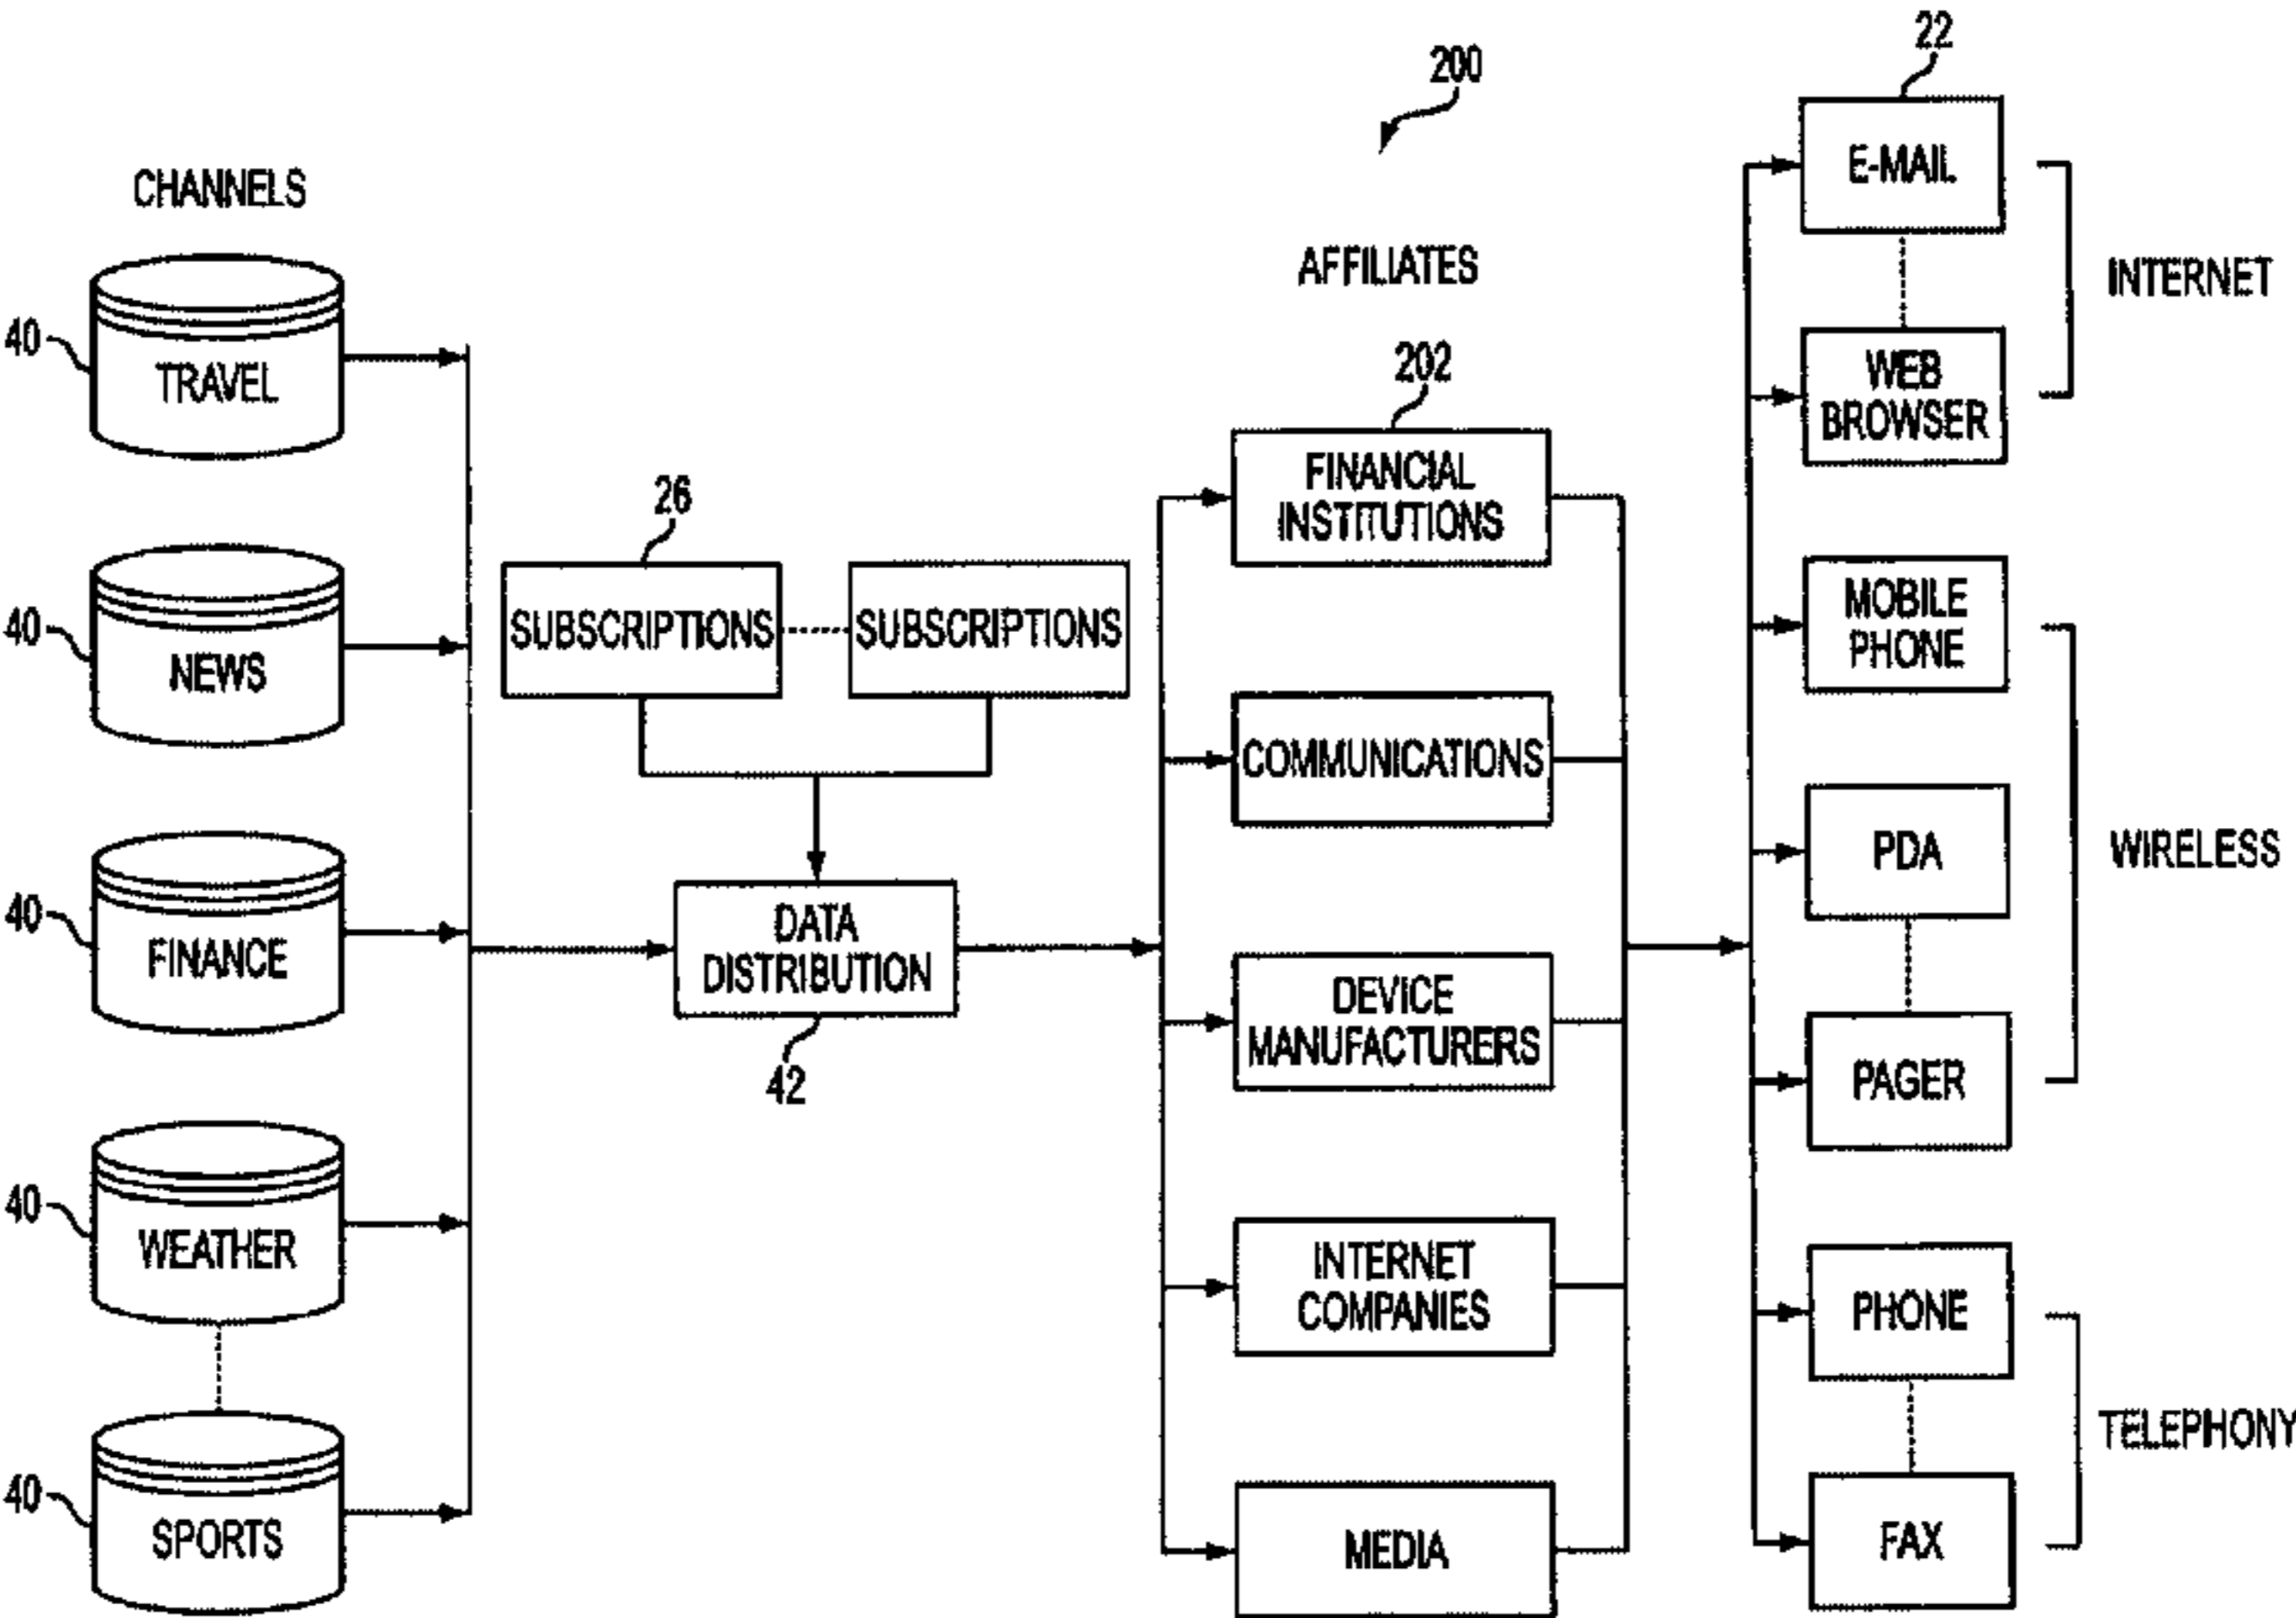 CHANNELS
40
TRAVEL
40
NEWS
40
FINANCE
40
WEATHER
40
SPORTS
26
SUBSCRIPTIONS
SUBSCRIPTIONS
DATA
DISTRIBUTION
42
200
AFFILIATES
202
FINANCIAL
INSTITUTIONS
COMMUNICATIONS
DEVICE
MANUFACTURERS
INTERNET
COMPANIES
MEDIA
22
E-MAIL
WEB
BROWSER
INTERNET
MOBILE
PHONE
PDA
PAGER
WIRELESS
PHONE
FAX
TELEPHONY